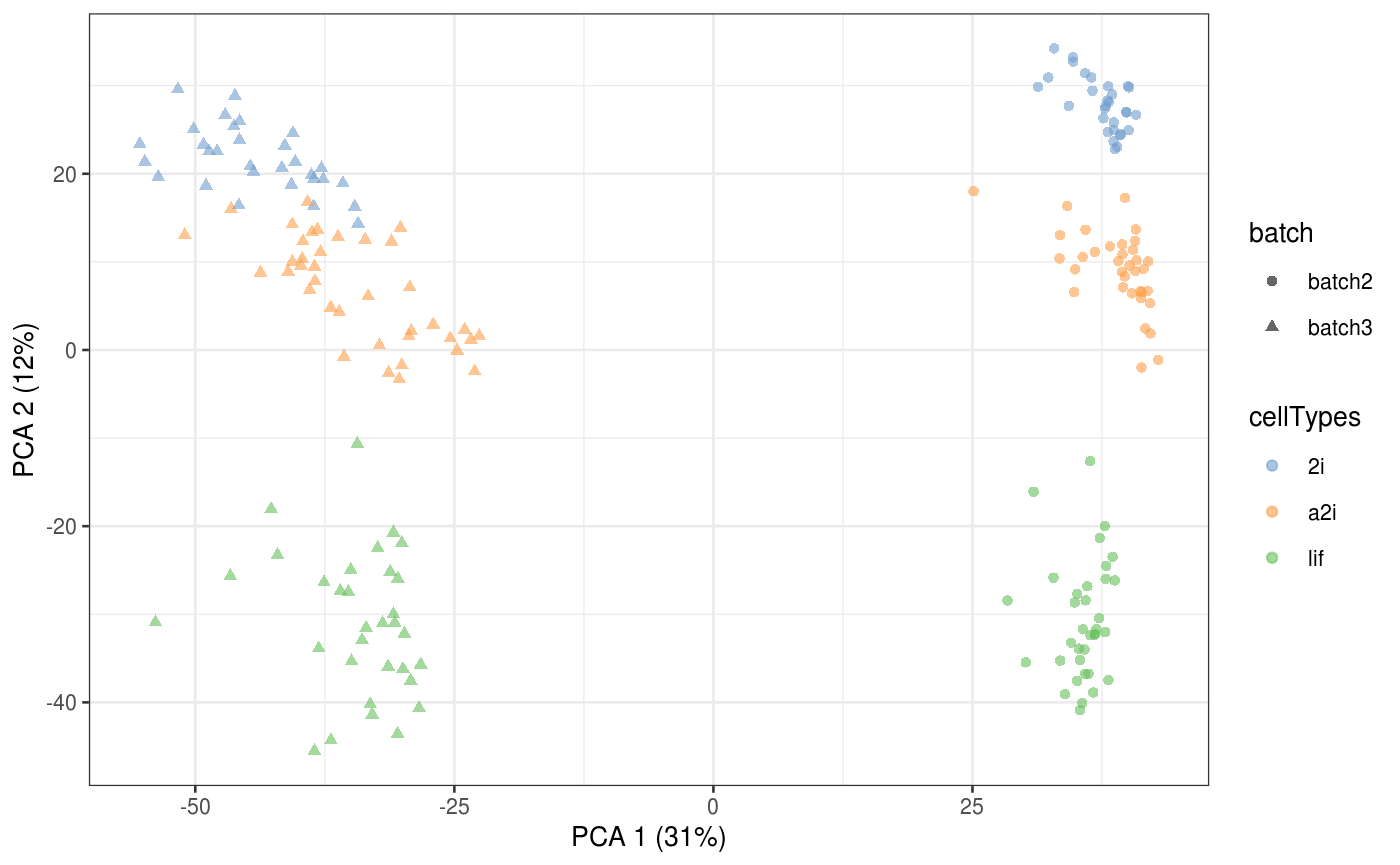 20
0
-20
-40
PCA 2 (12%)
-50
-25
0
25
PCA 1 (31%)
batch
batch2
batch3
cellTypes
2i
a2i
lif